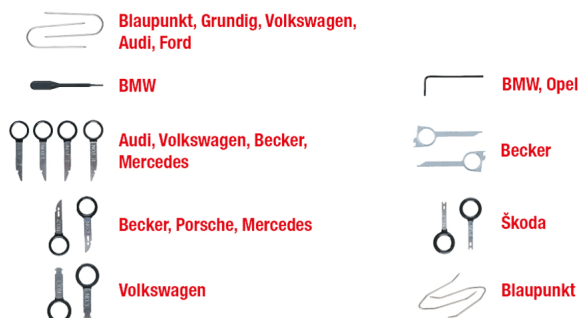 Blaupunkt, Grundig, Volkswagen,
Audi, Ford
BMW
BMW, Opel
Audi, Volkswagen, Becker,
Mercedes
Becker
Becker, Porsche, Mercedes
Škoda
Volkswagen
Blaupunkt